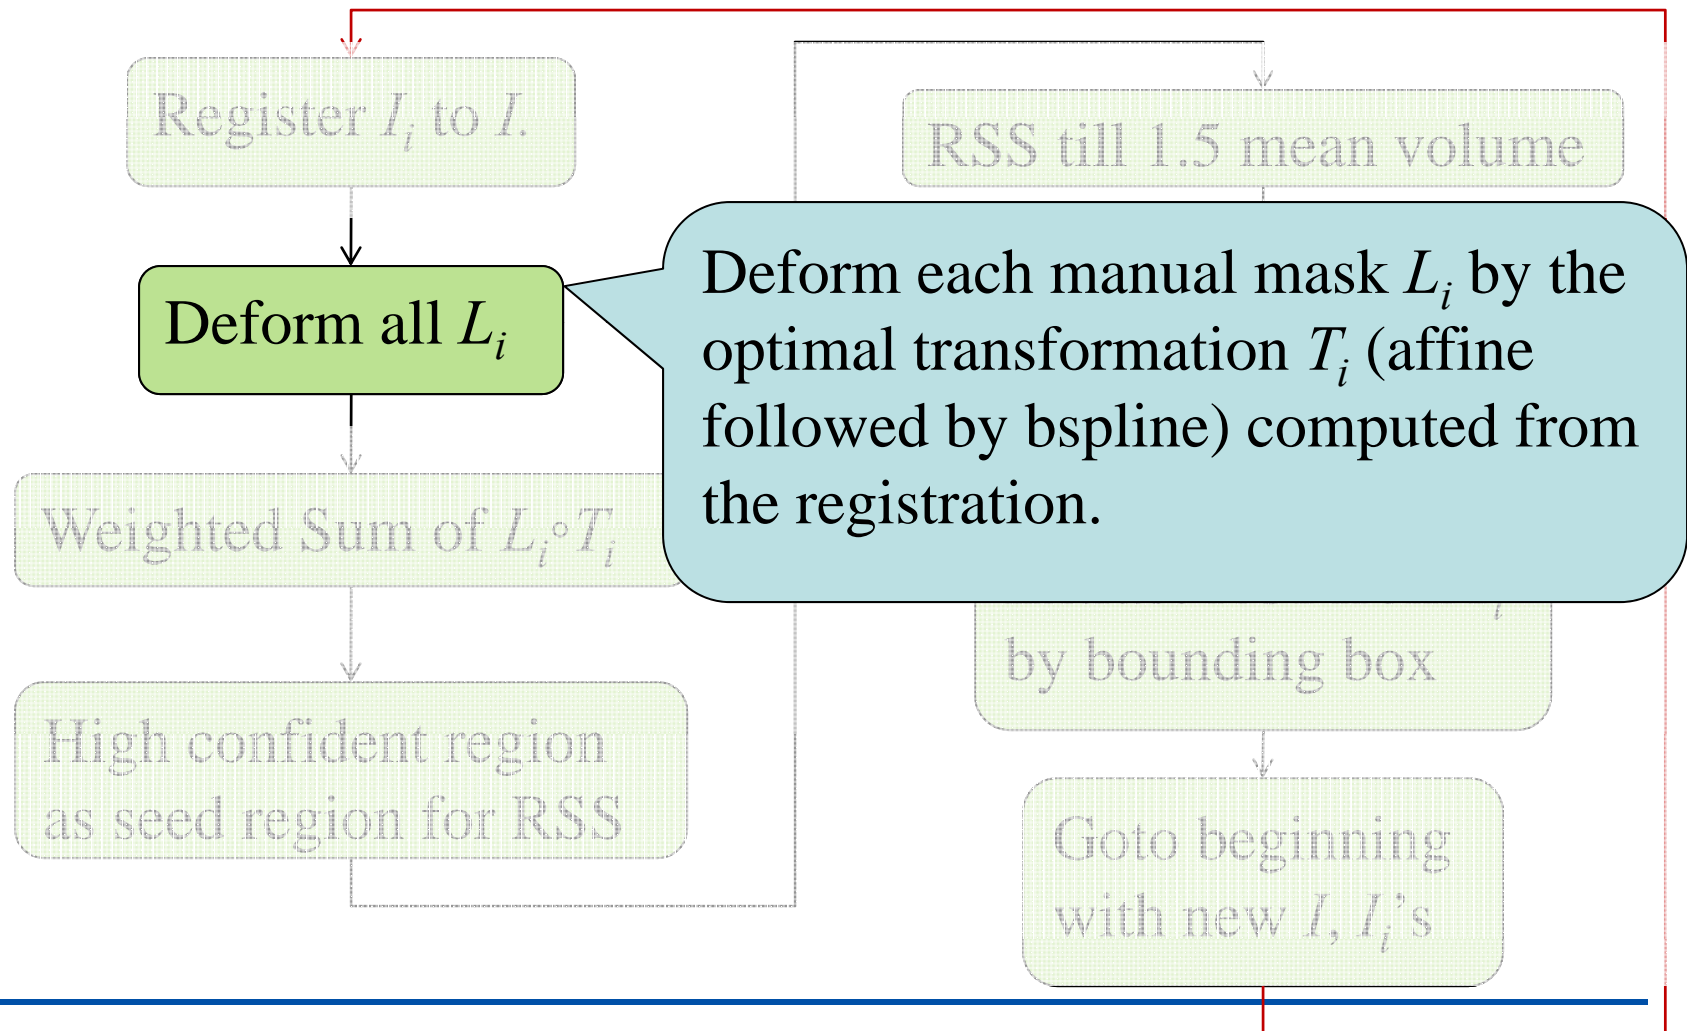 Register I_i to I.
Deform all L_i
Weighted Sum of L_i∘T_i
High confident region
as seed region for RSS
RSS till 1.5 mean volume
Deform each manual mask L_i by the
optimal transformation T_i (affine
followed by bspline) computed from
the registration.
by bounding box
Goto beginning
with new I, I_i's